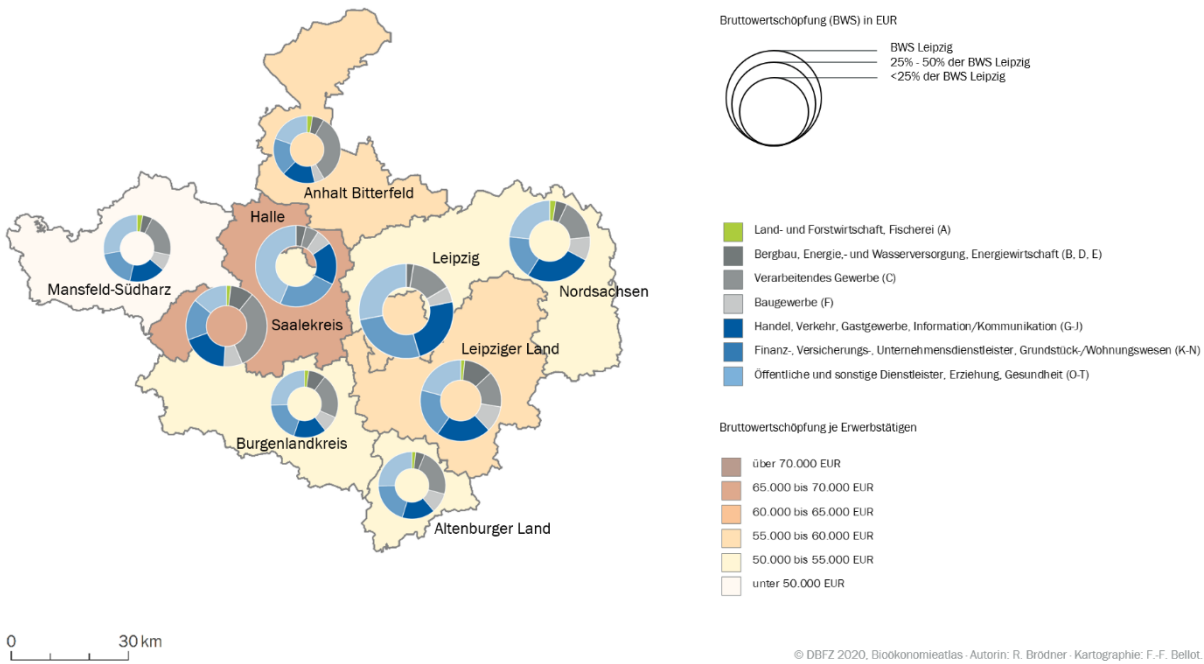 Bruttowertschöpfung (BWS) in EUR
BWS Leipzig
25% - 50% der BWS Leipzig
<25% der BWS Leipzig
Anhalt Bitterfeld
Halle
Leipzig
Nordsachsen
Mansfeld-Südharz
Saalekreis
Leipziger Land
Burgenlandkreis
Altenburger Land
Land- und Forstwirtschaft, Fischerei (A)
Bergbau, Energie,- und Wasserversorgung, Energiewirtschaft (B, D, E)
Verarbeitendes Gewerbe (C)
Baugewerbe (F)
Handel, Verkehr, Gastgewerbe, Information/Kommunikation (G-J)
Finanz-, Versicherungs-, Unternehmensdienstleister, Grundstück-/Wohnungswesen (K-N)
Öffentliche und sonstige Dienstleister, Erziehung, Gesundheit (O-T)
Bruttowertschöpfung je Erwerbstätigen
über 70.000 EUR
65.000 bis 70.000 EUR
60.000 bis 65.000 EUR
55.000 bis 60.000 EUR
50.000 bis 55.000 EUR
unter 50.000 EUR
0 30 km
© DBFZ 2020, Bioökonomieatlas - Autorin: R. Brödner - Kartographie: F.-F. Bellot.